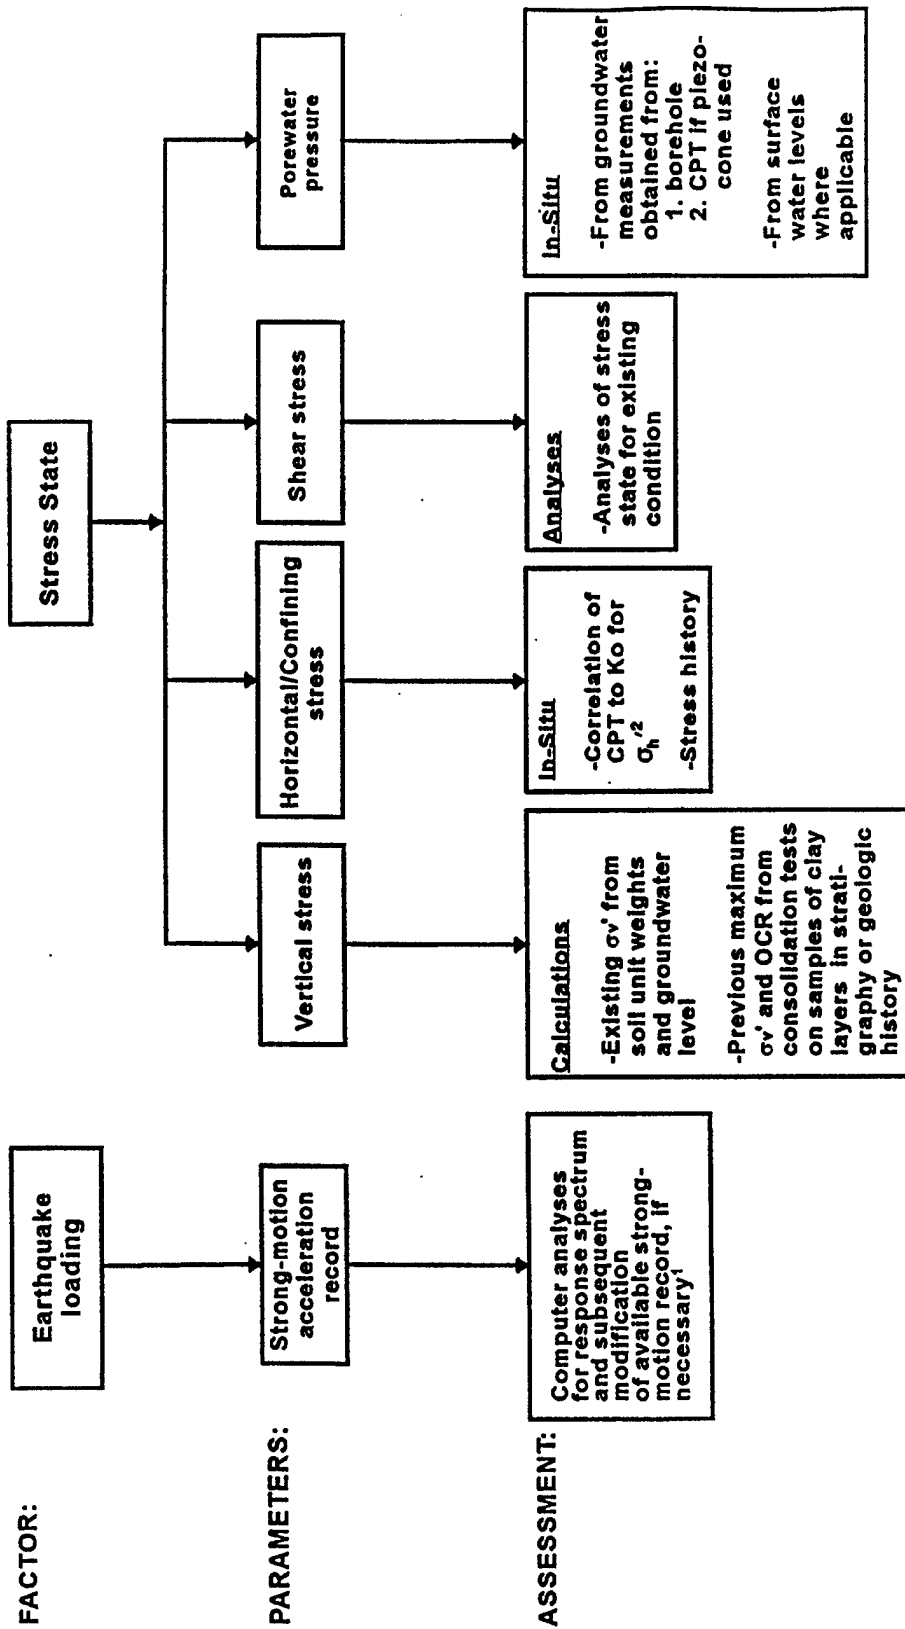 FACTOR:
Earthquake
loading
Stress State
PARAMETERS:
Strong-motion
acceleration
record
Vertical stress
Horizontal/Confining
stress
Shear stress
Porewater
pressure
ASSESSMENT:
Computer analyses
for response spectrum
and subsequent
modification
of available strong-
motion record, if
necessary¹
Calculations
-Existing σv' from
soil unit weights
and groundwater
level
-Previous maximum
σv' and OCR from
consolidation tests
on samples of clay
layers in strati-
graphy or geologic
history
In-Situ
-Correlation of
CPT to Ko for
σₕ'²
-Stress history
Analyses
-Analyses of stress
state for existing
condition
In-Situ
-From groundwater
measurements
obtained from:
1. borehole
2. CPT if piezo-
cone used
-From surface
water levels
where
applicable